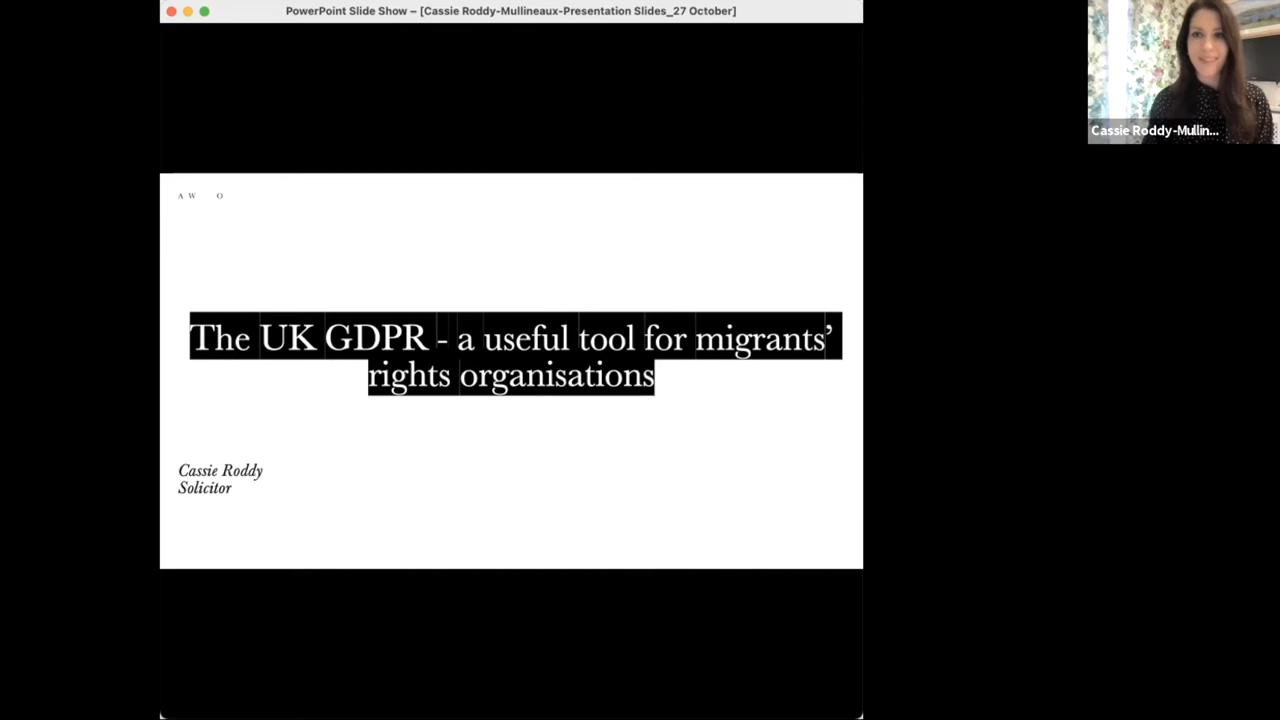 PowerPoint Slide Show – [Cassie Roddy-Mullineaux-Presentation Slides_27 October]
Cassie Roddy-Mullin...
A W O
The UK GDPR - a useful tool for migrants’
rights organisations
Cassie Roddy
Solicitor